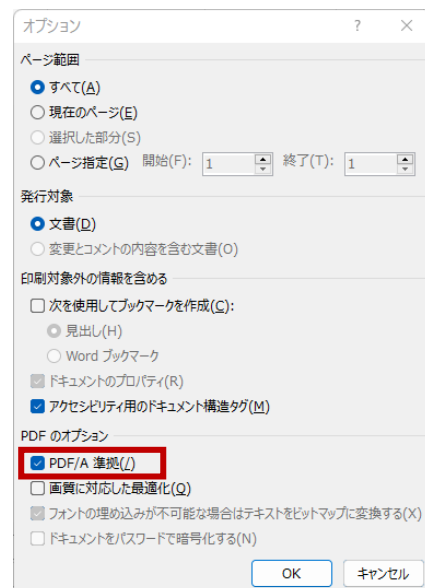 オプション ? ×
ページ範囲
すべて(A)
現在のページ(E)
選択した部分(S)
ページ指定(G) 開始(F): 1 終了(T): 1
発行対象
文書(D)
変更とコメントの内容を含む文書(O)
印刷対象外の情報を含める
次を使用してブックマークを作成(C):
見出し(H)
Word ブックマーク
ドキュメントのプロパティ(R)
アクセシビリティ用のドキュメント構造タグ(M)
PDF のオプション
PDF/A 準拠(/)
画質に対応した最適化(Q)
フォントの埋め込みが不可能な場合はテキストをビットマップに変換する(X)
ドキュメントをパスワードで暗号化する(N)
OK キャンセル